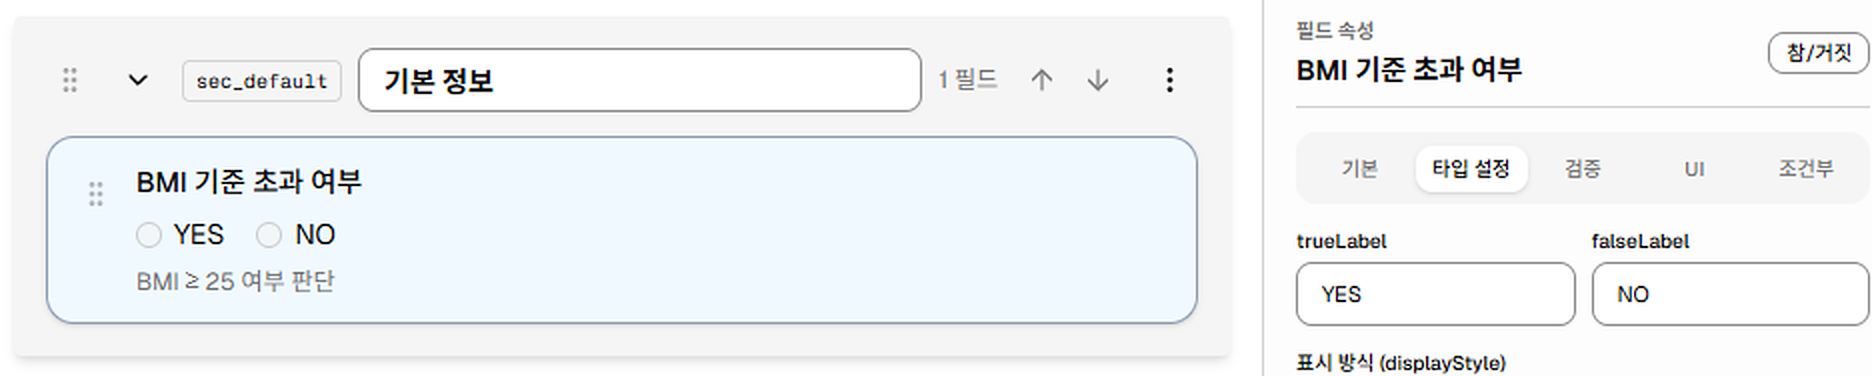 sec_default 기본 정보 1 필드
BMI 기준 초과 여부
YES NO
BMI ≥ 25 여부 판단
필드 속성
BMI 기준 초과 여부 참/거짓
기본 타입 설정 검증 UI 조건부
trueLabel falseLabel
YES NO
표시 방식 (displayStyle)